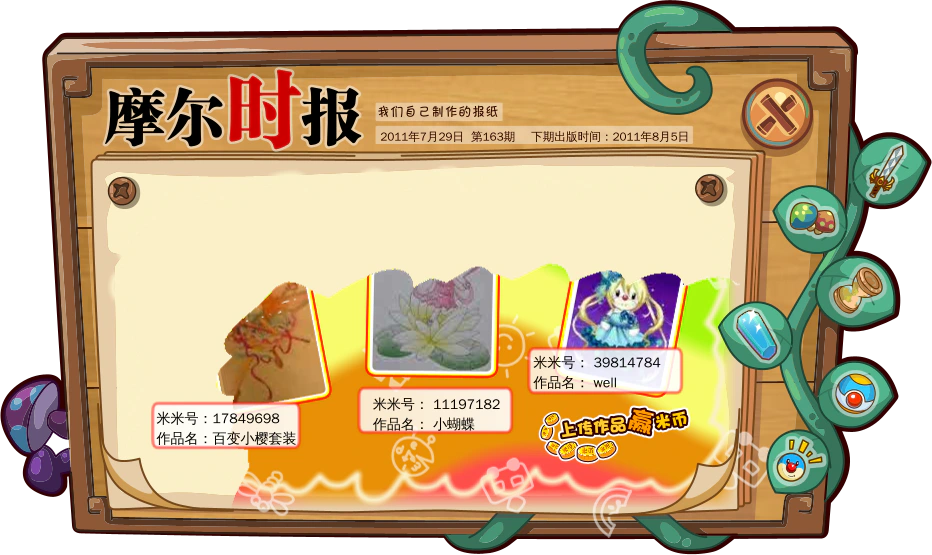 摩尔时报
我们自己制作的报纸
2011年7月29日 第163期 下期出版时间：2011年8月5日
米米号：17849698
作品名：百变小樱套装
米米号： 11197182
作品名： 小蝴蝶
米米号： 39814784
作品名： well
上传作品赢米币